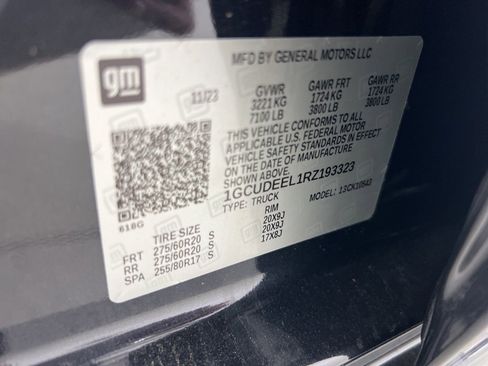 gm
MFD BY GENERAL MOTORS LLC
11/23 GVWR GAWR FRT GAWR RR
3221 KG 1724 KG 1724 KG
7100 LB 3800 LB 3800 LB
THIS VEHICLE CONFORMS TO ALL
APPLICABLE U.S. FEDERAL MOTOR
VEHICLE SAFETY STANDARDS IN EFFECT
ON THE DATE OF MANUFACTURE
SHOWN ABOVE.
1GCUDEEL1RZ193323
TYPE: TRUCK MODEL: 1SCK10543
618G
TIRE SIZE RIM
FRT 275/60R20 S 20X9J
RR 275/60R20 S 20X9J
SPA 255/80R17 S 17X8J